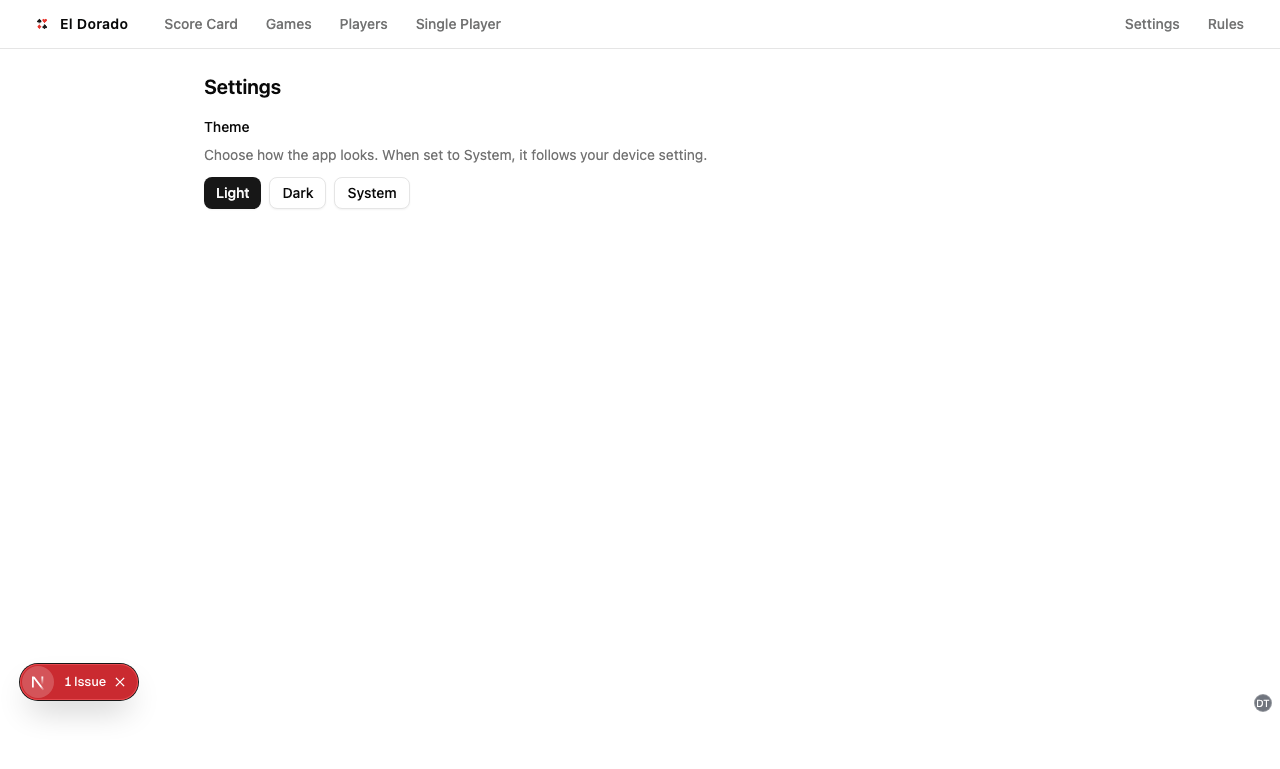 El Dorado Score Card Games Players Single Player Settings Rules
Settings
Theme
Choose how the app looks. When set to System, it follows your device setting.
Light Dark System
1 Issue
DT